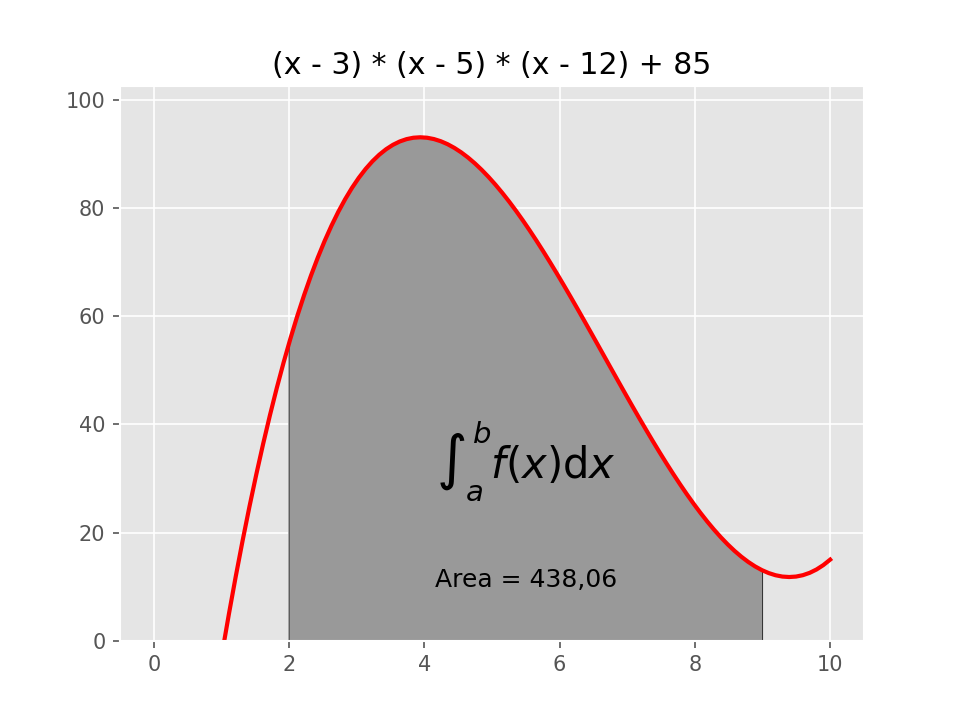 (x - 3) * (x - 5) * (x - 12) + 85
100
80
60
40
20
0
∫ₐᵇ f(x)dx
Area = 438,06
0 2 4 6 8 10